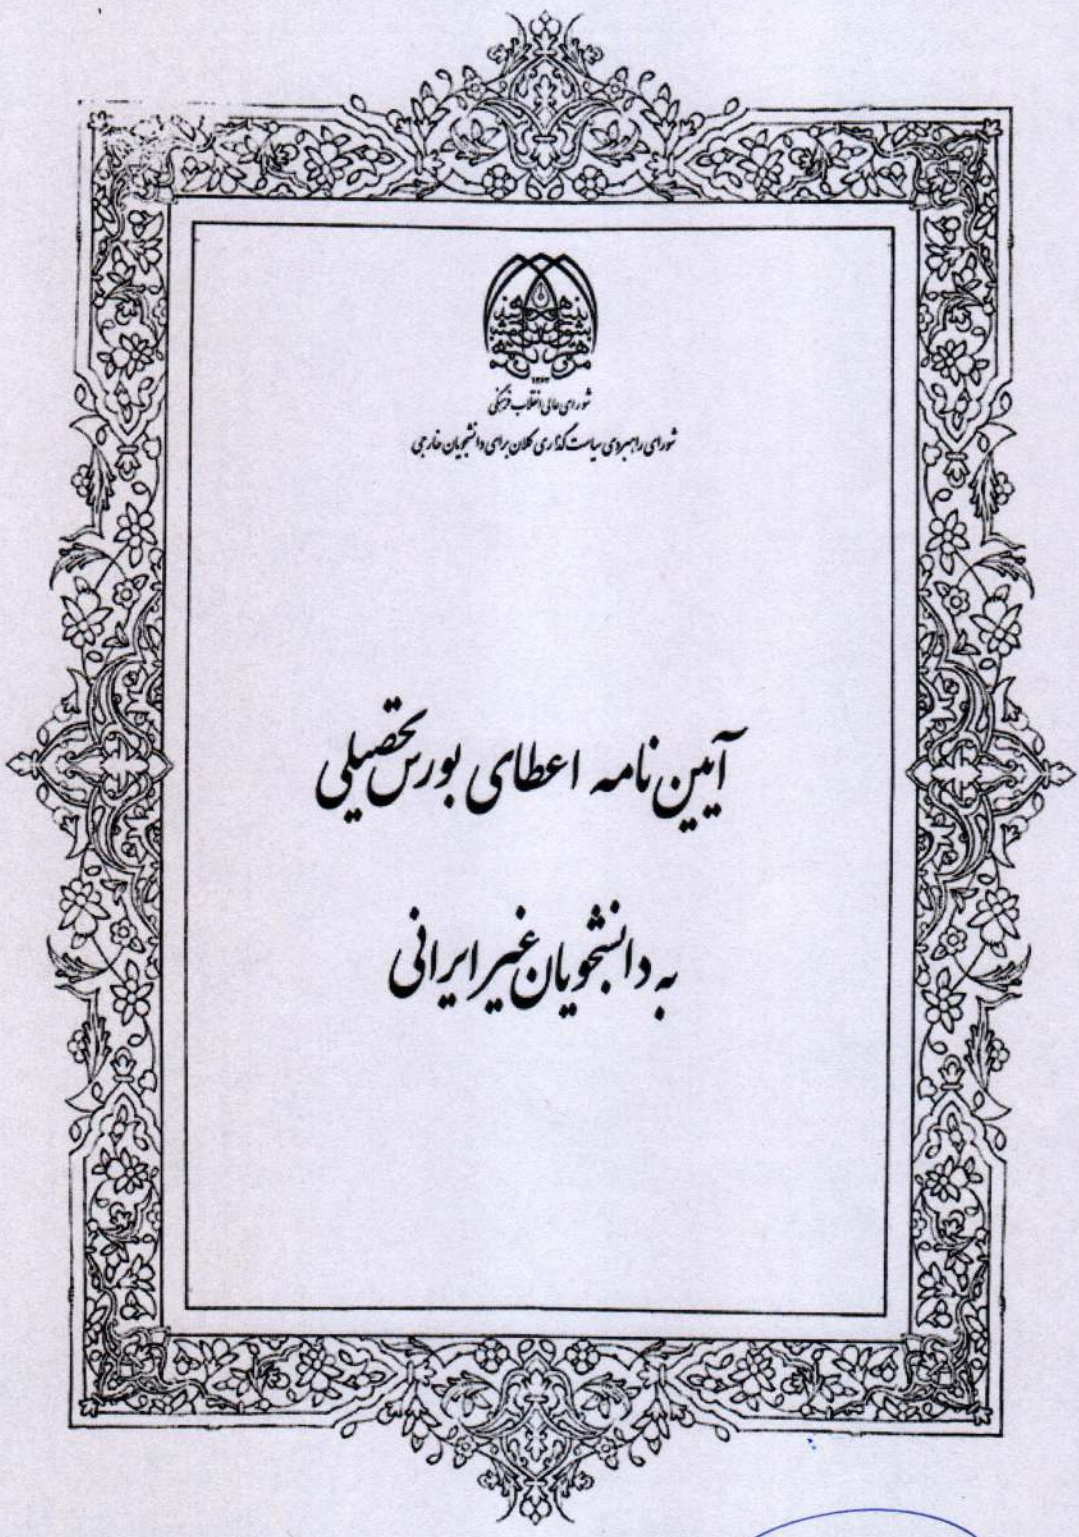 ۱۳۶۳
شورای عالی انقلاب فرهنگی
شورای راهبردی سیاست گذاری کلان برای دانشجویان خارجی
آیین نامه اعطای بورس تحصیلی
به دانشجویان غیر ایرانی